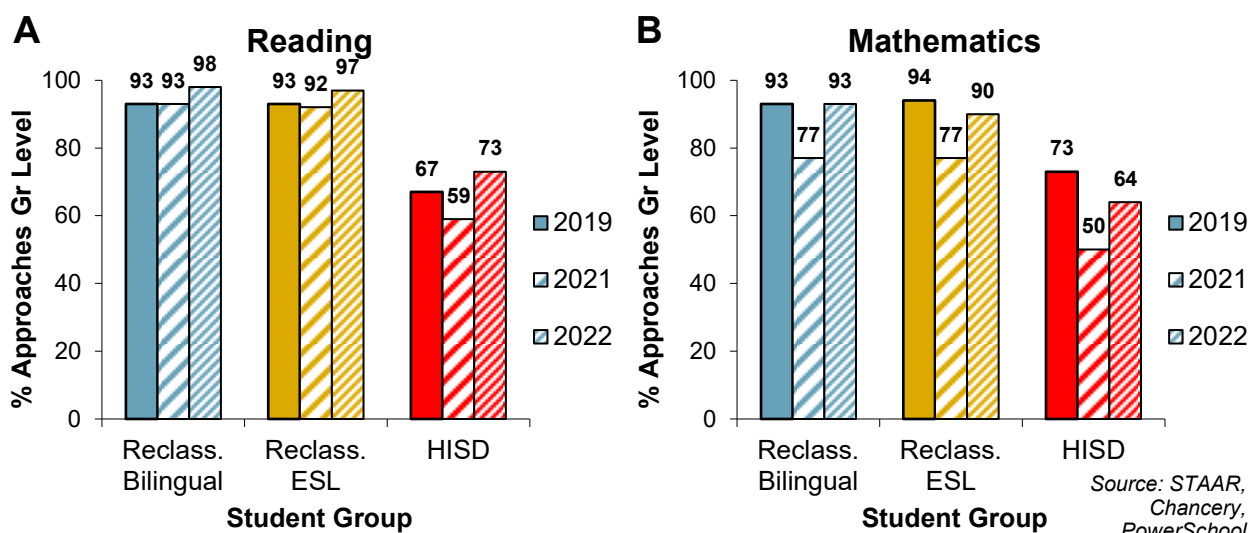 A
Reading
% Approaches Gr Level
100
80
60
40
20
0
93 93 98
93 92 97
67 59 73
Reclass. Bilingual
Reclass. ESL
HISD
Student Group
2019
2021
2022
B
Mathematics
% Approaches Gr Level
100
80
60
40
20
0
93 77 93
94 77 90
73 50 64
Reclass. Bilingual
Reclass. ESL
HISD
Student Group
2019
2021
2022
Source: STAAR,
Chancery,
PowerSchool